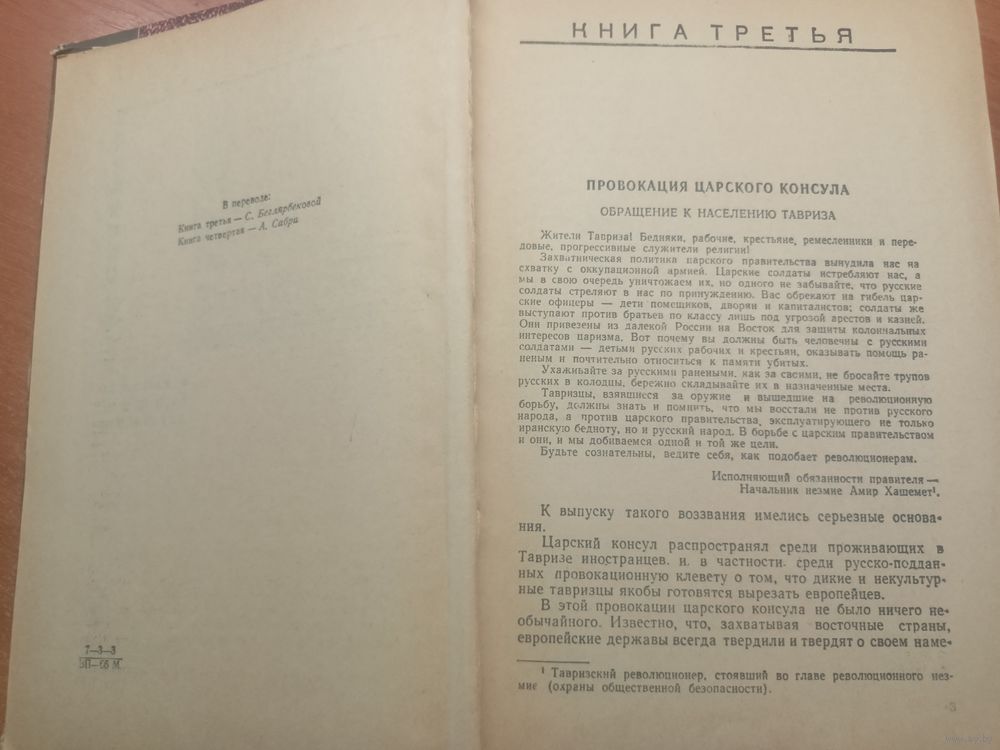 В переводе:
Книга третья — С. Беглярбековой
Книга четвертая — А. Сабри
7—3—3
КНИГА ТРЕТЬЯ
ПРОВОКАЦИЯ ЦАРСКОГО КОНСУЛА
ОБРАЩЕНИЕ К НАСЕЛЕНИЮ ТАВРИЗА
Жители Тавриза! Бедняки, рабочие, крестьяне, ремесленники и пере-
довые, прогрессивные служители религии!
Захватническая политика царского правительства вынудила нас на
схватку с оккупационной армией. Царские солдаты истребляют нас, а
мы в свою очередь уничтожаем их, но одного не забывайте, что русские
солдаты стреляют в нас по принуждению. Вас обрекают на гибель цар-
ские офицеры — дети помещиков, дворян и капиталистов; солдаты же
выступают против братьев по классу лишь под угрозой арестов и казней.
Они привезены из далекой России на Восток для защиты колониальных
интересов царизма. Вот почему вы должны быть человечны с русскими
солдатами — детьми русских рабочих и крестьян, оказывать помощь ра-
неным и почтительно относиться к памяти убитых.
Ухаживайте за русскими ранеными, как за своими, не бросайте трупов
русских в колодцы, бережно складывайте их в назначенные места.
Тавризцы, взявшиеся за оружие и вышедшие на революционную
борьбу, должны знать и помнить, что мы восстали не против русского
народа, а против царского правительства, эксплуатирующего не только
иранскую бедноту, но и русский народ. В борьбе с царским правительством
и они, и мы добиваемся одной и той же цели.
Будьте сознательны, ведите себя, как подобает революционерам.
Исполняющий обязанности правителя —
Начальник незмие Амир Хашемет¹.
К выпуску такого воззвания имелись серьезные основа-
ния.
Царский консул распространял среди проживающих в
Тавризе иностранцев, и, в частности, среди русско-поддан-
ных провокационную клевету о том, что дикие и некультур-
ные тавризцы якобы готовятся вырезать европейцев.
В этой провокации царского консула не было ничего не-
обычайного. Известно, что, захватывая восточные страны,
европейские державы всегда твердили и твердят о своем наме-
¹ Тавризский революционер, стоявший во главе революционного нез-
мие (охраны общественной безопасности).
3